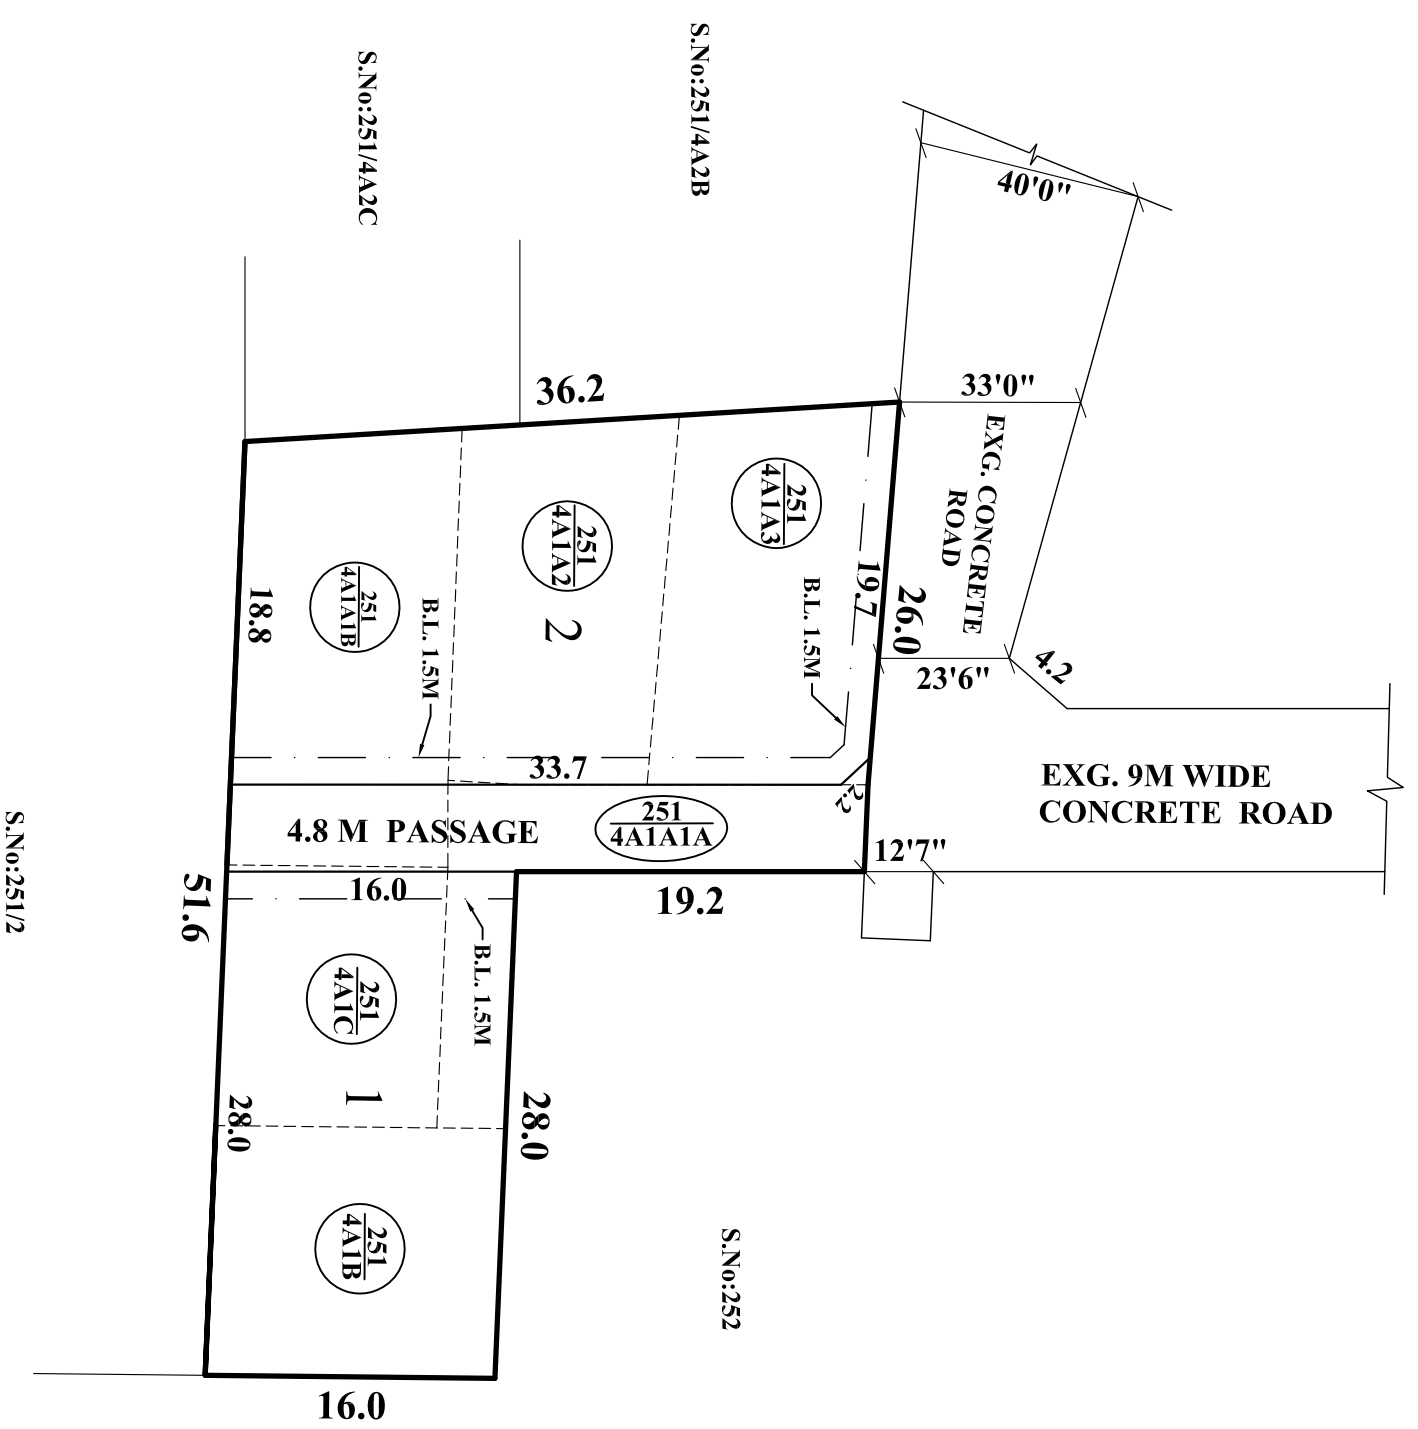 S.No:251/4A2C
S.No:251/4A2B
40'0"
33'0"
EXG. CONCRETE
ROAD
36.2
251
4A1A3
251
4A1A2
2
251
4A1A1B
18.8
B.L. 1.5M
B.L. 1.5M
19.7
26.0
23'6"
4.2
33.7
2.2
EXG. 9M WIDE
CONCRETE ROAD
4.8 M PASSAGE
251
4A1A1A
12'7"
16.0
19.2
51.6
S.No:251/2
B.L. 1.5M
251
4A1C
1
28.0
28.0
251
4A1B
S.No:252
16.0